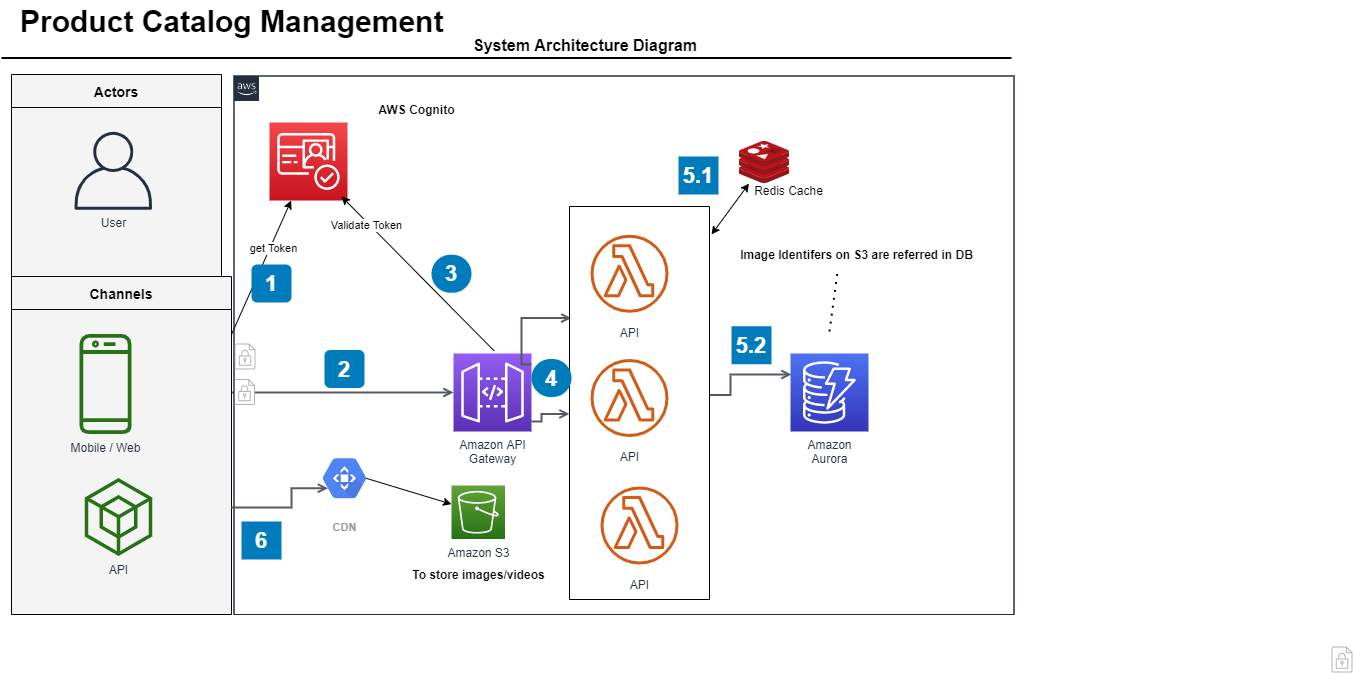 Product Catalog Management
System Architecture Diagram
Actors
aws
AWS Cognito
5.1
Redis Cache
User
Validate Token
get Token
Image Identifers on S3 are referred in DB
1
3
Channels
API
5.2
2
4
Mobile / Web
Amazon API
Gateway
API
Amazon
Aurora
CDN
6
Amazon S3
API
To store images/videos
API